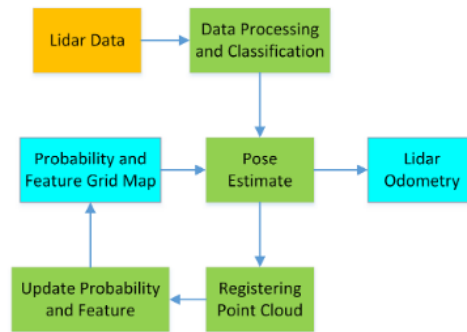 Lidar Data
Data Processing
and Classification
Probability and
Feature Grid Map
Pose
Estimate
Lidar
Odometry
Update Probability
and Feature
Registering
Point Cloud